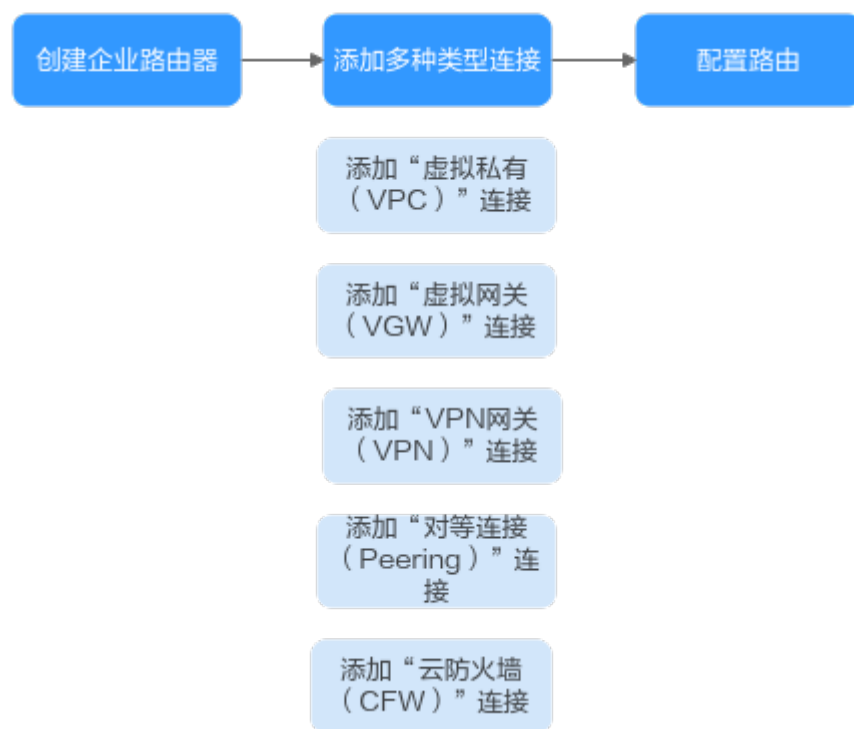 创建企业路由器
添加多种类型连接
配置路由
添加“虚拟私有
（VPC）”连接
添加“虚拟网关
（VGW）”连接
添加“VPN网关
（VPN）”连接
添加“对等连接
（Peering）”连
接
添加“云防火墙
（CFW）”连接